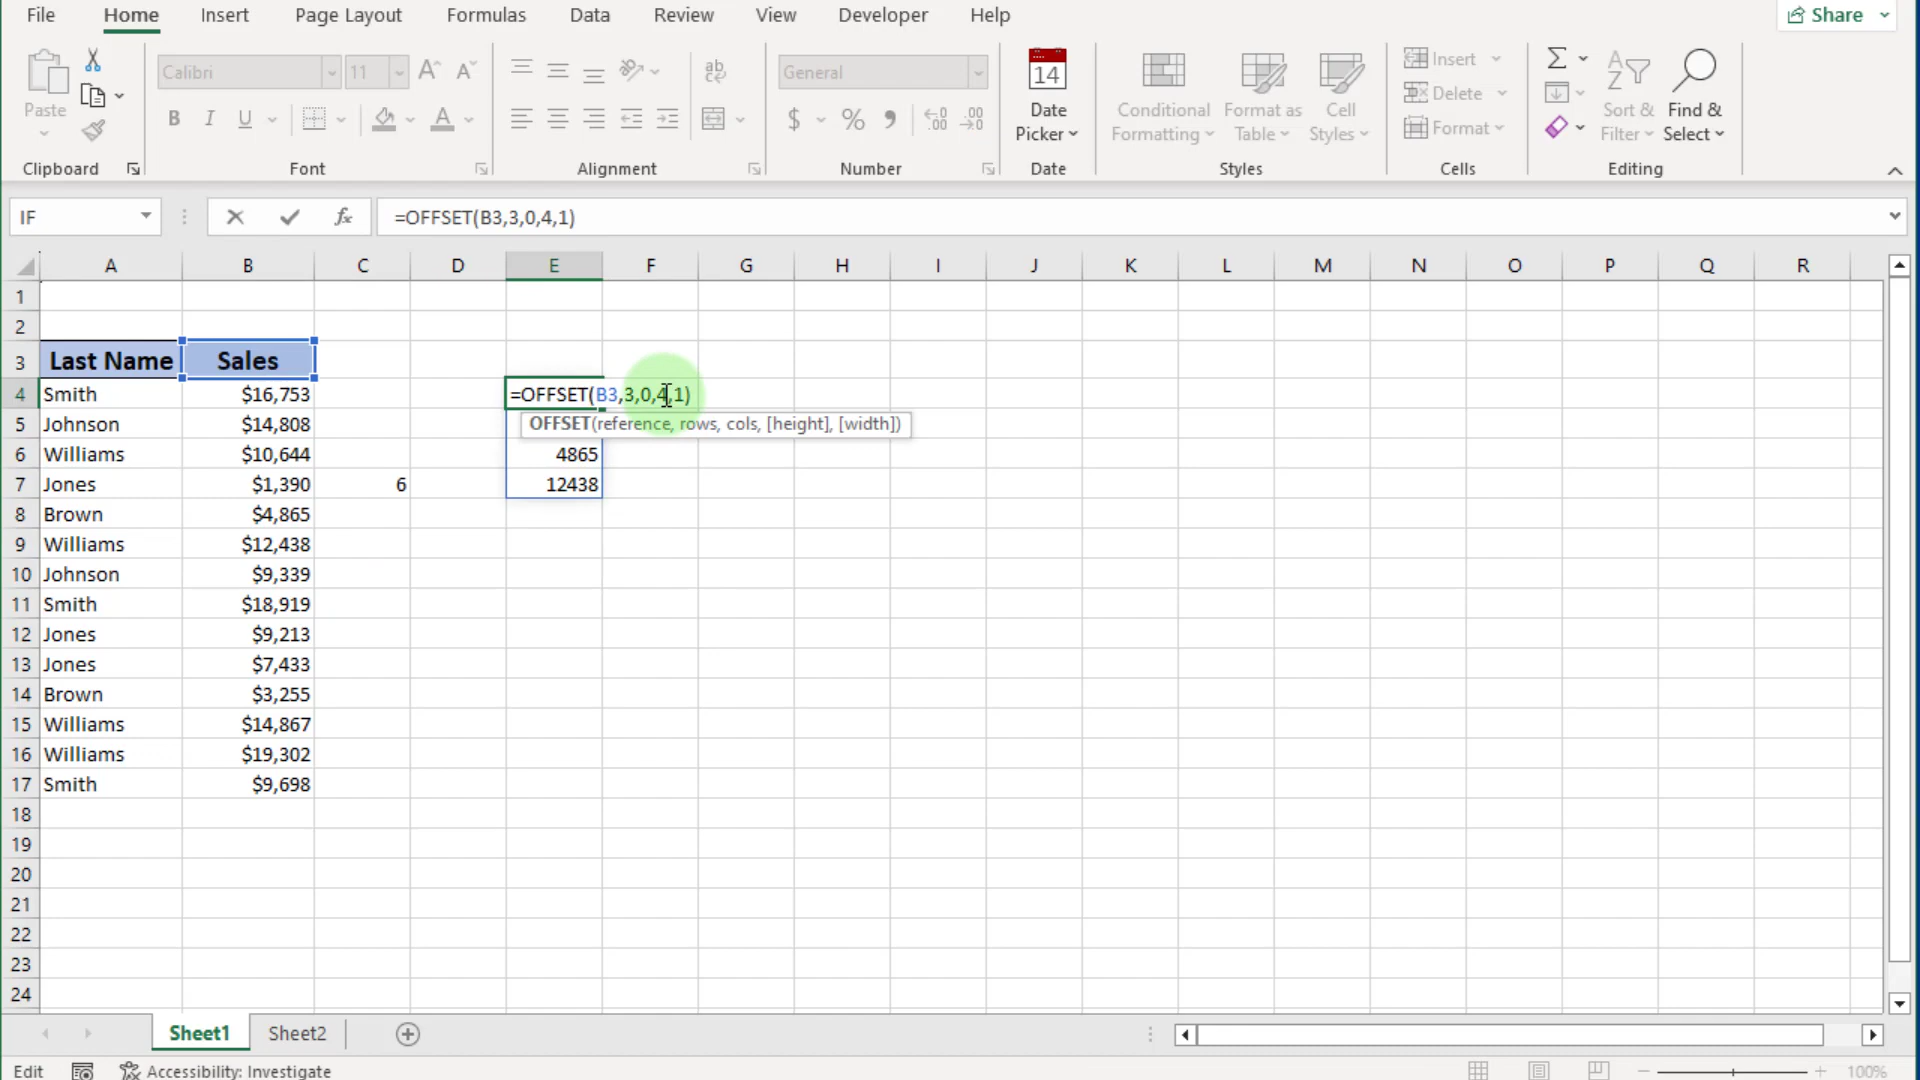 File Home Insert Page Layout Formulas Data Review View Developer Help Share
Calibri 11 General
Paste
B I U
$ % 9
14
Date Picker
Conditional Formatting
Format as Table
Cell Styles
Insert
Delete
Format
Sort & Filter
Find & Select
Clipboard Font Alignment Number Date Styles Cells Editing
IF fx =OFFSET(B3,3,0,4,1)
A B C D E F G H I J K L M N O P Q R
1
2
3 Last Name Sales
4 Smith $16,753 =OFFSET(B3,3,0,4,1)
5 Johnson $14,808 OFFSET(reference, rows, cols, [height], [width])
6 Williams $10,644 4865
7 Jones $1,390 6 12438
8 Brown $4,865
9 Williams $12,438
10 Johnson $9,339
11 Smith $18,919
12 Jones $9,213
13 Jones $7,433
14 Brown $3,255
15 Williams $14,867
16 Williams $19,302
17 Smith $9,698
18
19
20
21
22
23
24
Sheet1 Sheet2
Edit Accessibility: Investigate 100%